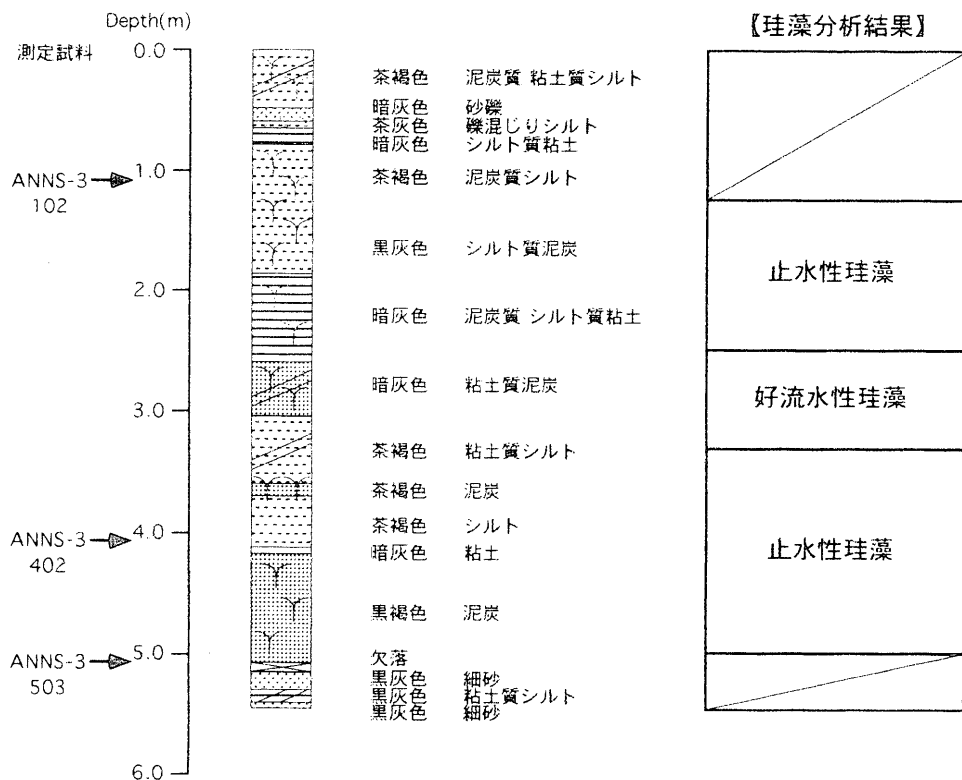 Depth(m)
【珪藻分析結果】
測定試料
0.0
茶褐色 泥炭質 粘土質シルト
暗灰色 砂礫
茶灰色 礫混じりシルト
暗灰色 シルト質粘土
1.0
ANNS-3
102
茶褐色 泥炭質シルト
黒灰色 シルト質泥炭
止水性珪藻
2.0
暗灰色 泥炭質 シルト質粘土
暗灰色 粘土質泥炭
好流水性珪藻
3.0
茶褐色 粘土質シルト
茶褐色 泥炭
茶褐色 シルト
4.0
ANNS-3
402
暗灰色 粘土
止水性珪藻
黒褐色 泥炭
5.0
ANNS-3
503
欠落
黒灰色 細砂
黒灰色 粘土質シルト
黒灰色 細砂
6.0